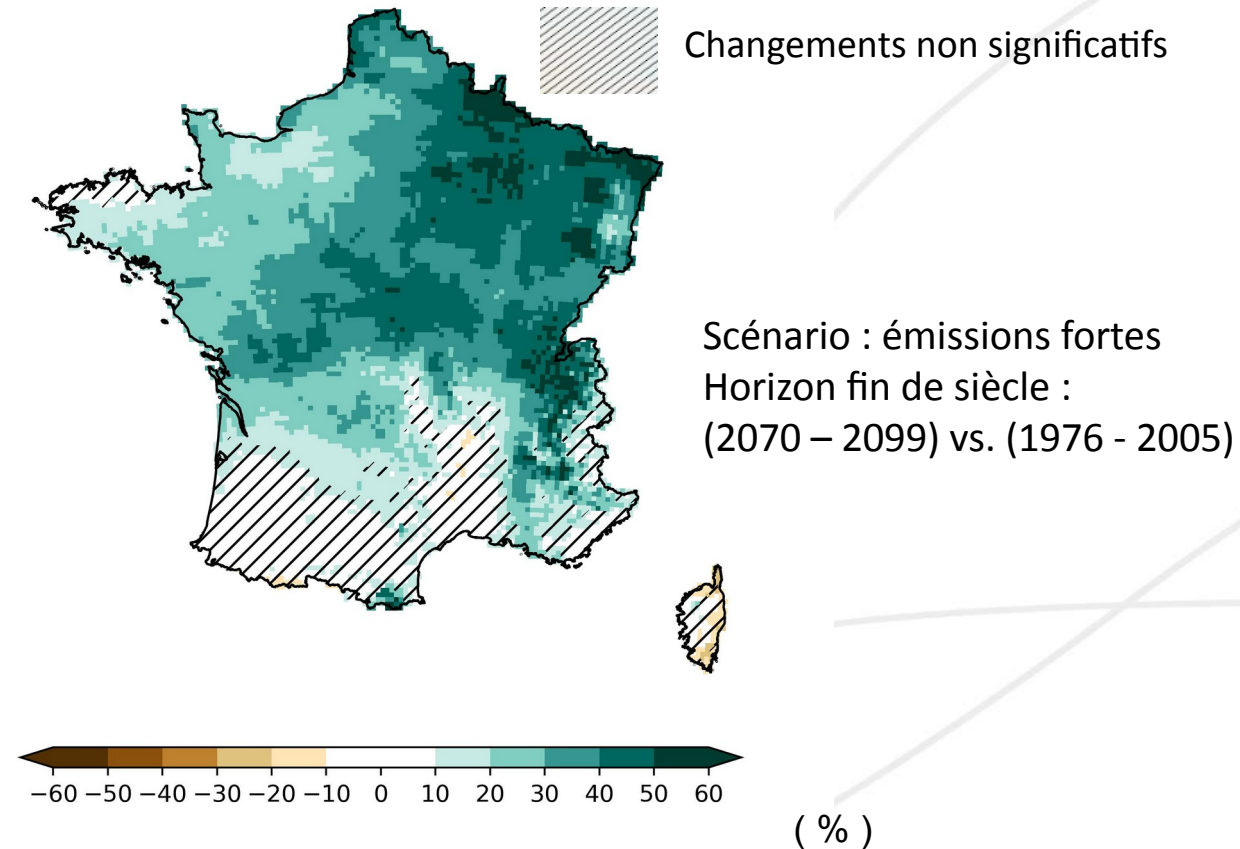 Changements non significatifs
Scénario : émissions fortes
Horizon fin de siècle :
(2070 – 2099) vs. (1976 - 2005)
−60 −50 −40 −30 −20 −10 0 10 20 30 40 50 60
( % )